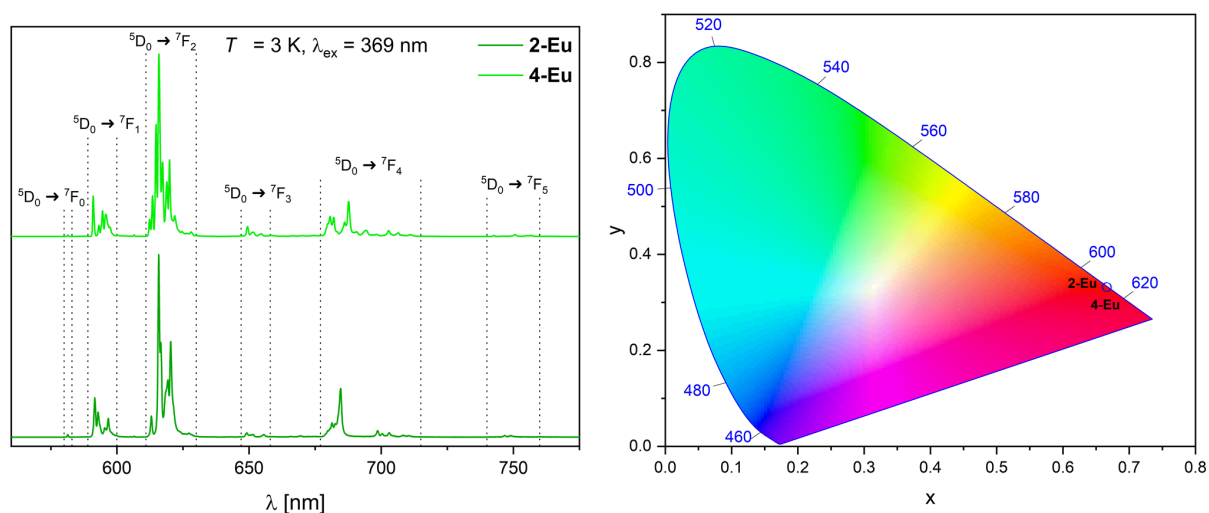 ⁵D₀ → ⁷F₂
T = 3 K, λₑₓ = 369 nm
2-Eu
4-Eu
⁵D₀ → ⁷F₁
⁵D₀ → ⁷F₄
⁵D₀ → ⁷F₀
⁵D₀ → ⁷F₃
⁵D₀ → ⁷F₅
600
650
700
750
λ [nm]
y
0.8
0.6
0.4
0.2
0.0
520
540
560
500
580
600
2-Eu
620
4-Eu
480
460
0.0 0.1 0.2 0.3 0.4 0.5 0.6 0.7 0.8
x